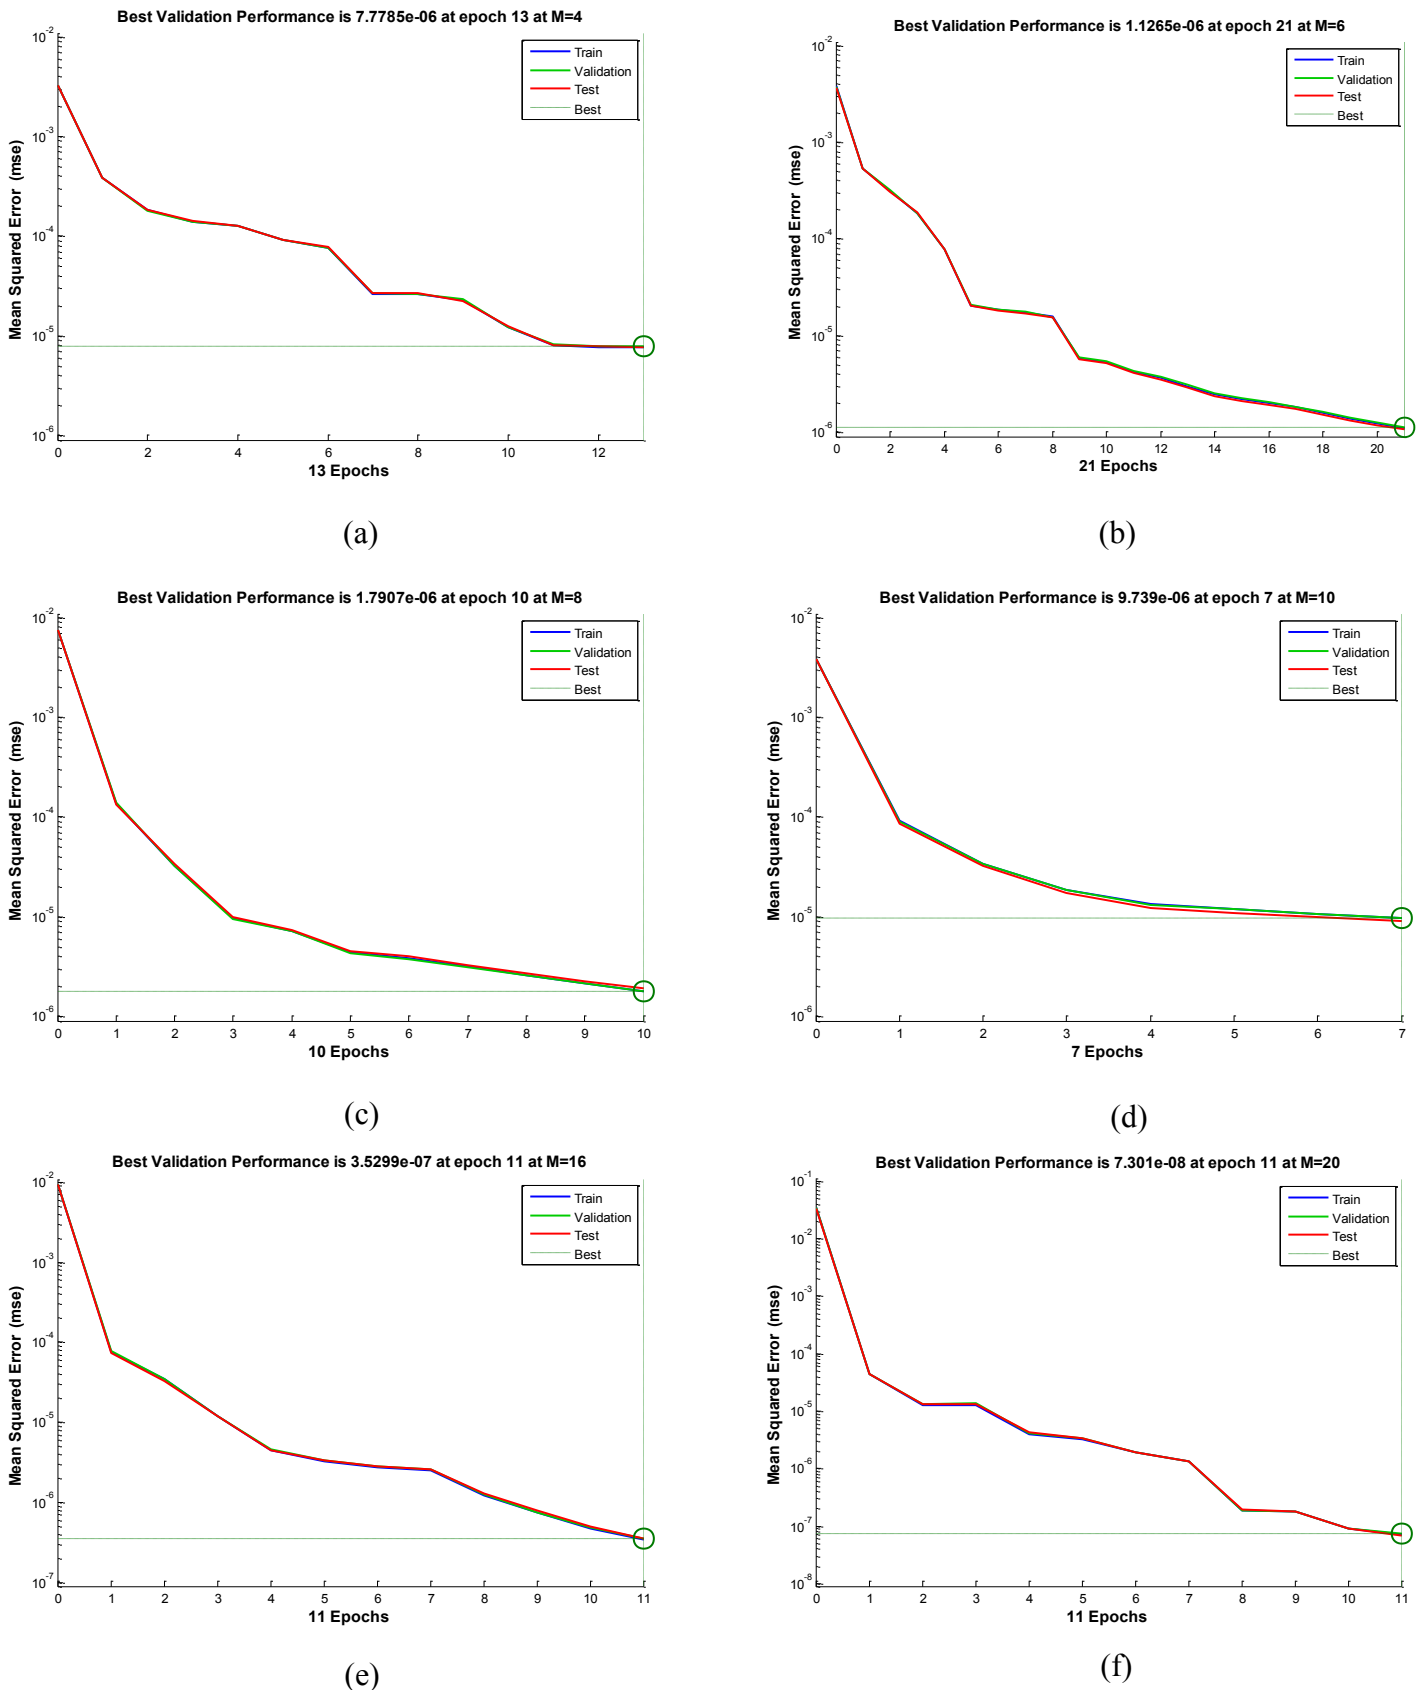 Best Validation Performance is 7.7785e-06 at epoch 13 at M=4
Mean Squared Error (mse)
10^-2
10^-3
10^-4
10^-5
10^-6
Train
Validation
Test
Best
0 2 4 6 8 10 12
13 Epochs
(a)
Best Validation Performance is 1.1265e-06 at epoch 21 at M=6
Mean Squared Error (mse)
10^-2
10^-3
10^-4
10^-5
10^-6
Train
Validation
Test
Best
0 2 4 6 8 10 12 14 16 18 20
21 Epochs
(b)
Best Validation Performance is 1.7907e-06 at epoch 10 at M=8
Mean Squared Error (mse)
10^-2
10^-3
10^-4
10^-5
10^-6
Train
Validation
Test
Best
0 1 2 3 4 5 6 7 8 9 10
10 Epochs
(c)
Best Validation Performance is 9.739e-06 at epoch 7 at M=10
Mean Squared Error (mse)
10^-2
10^-3
10^-4
10^-5
10^-6
Train
Validation
Test
Best
0 1 2 3 4 5 6 7
7 Epochs
(d)
Best Validation Performance is 3.5299e-07 at epoch 11 at M=16
Mean Squared Error (mse)
10^-2
10^-3
10^-4
10^-5
10^-6
10^-7
Train
Validation
Test
Best
0 1 2 3 4 5 6 7 8 9 10 11
11 Epochs
(e)
Best Validation Performance is 7.301e-08 at epoch 11 at M=20
Mean Squared Error (mse)
10^-1
10^-2
10^-3
10^-4
10^-5
10^-6
10^-7
10^-8
Train
Validation
Test
Best
0 1 2 3 4 5 6 7 8 9 10 11
11 Epochs
(f)